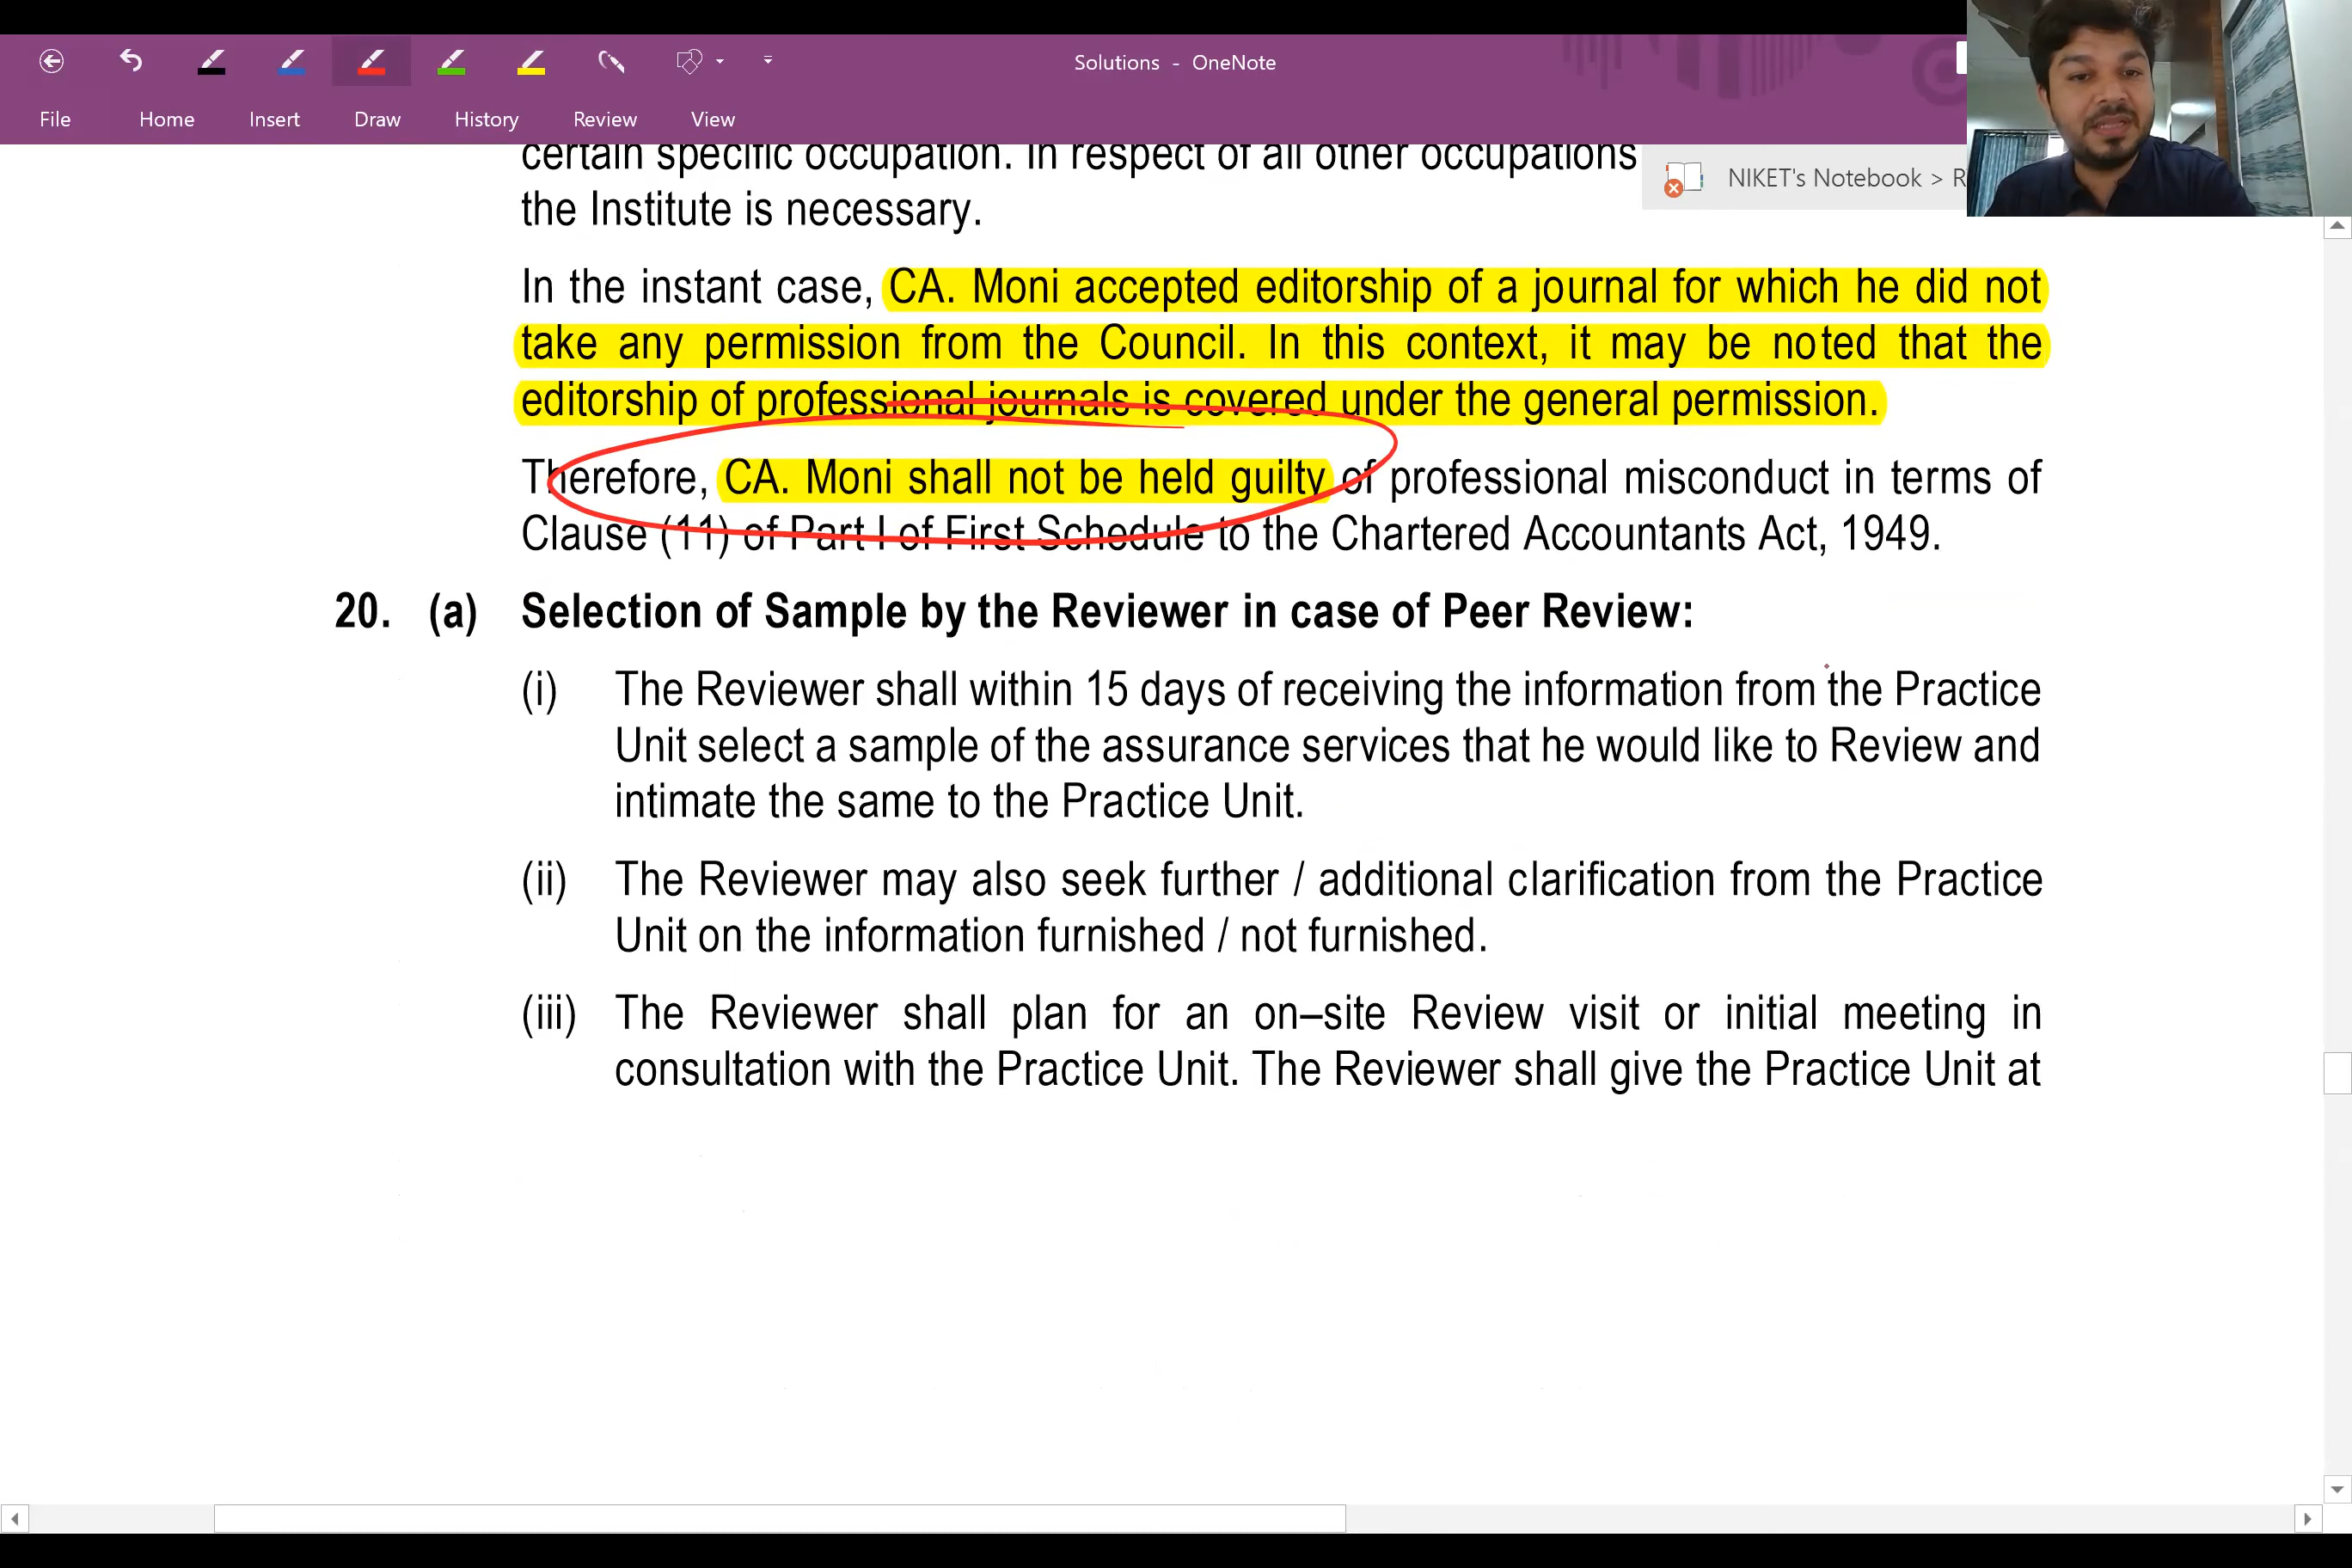 Solutions - OneNote
File Home Insert Draw History Review View
NIKET's Notebook > R
certain specific occupation. In respect of all other occupations
the Institute is necessary.
In the instant case, CA. Moni accepted editorship of a journal for which he did not
take any permission from the Council. In this context, it may be noted that the
editorship of professional journals is covered under the general permission.
Therefore, CA. Moni shall not be held guilty of professional misconduct in terms of
Clause (11) of Part I of First Schedule to the Chartered Accountants Act, 1949.
20. (a) Selection of Sample by the Reviewer in case of Peer Review:
(i) The Reviewer shall within 15 days of receiving the information from the Practice
Unit select a sample of the assurance services that he would like to Review and
intimate the same to the Practice Unit.
(ii) The Reviewer may also seek further / additional clarification from the Practice
Unit on the information furnished / not furnished.
(iii) The Reviewer shall plan for an on–site Review visit or initial meeting in
consultation with the Practice Unit. The Reviewer shall give the Practice Unit at